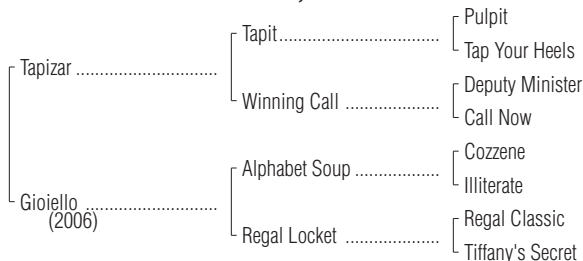 Pulpit
Tapit......................................
Tap Your Heels
Tapizar .................................
Deputy Minister
Winning Call ......................
Call Now
Cozzene
Alphabet Soup ....................
Illiterate
Gioiello ...............................
(2006)
Regal Classic
Regal Locket ......................
Tiffany's Secret